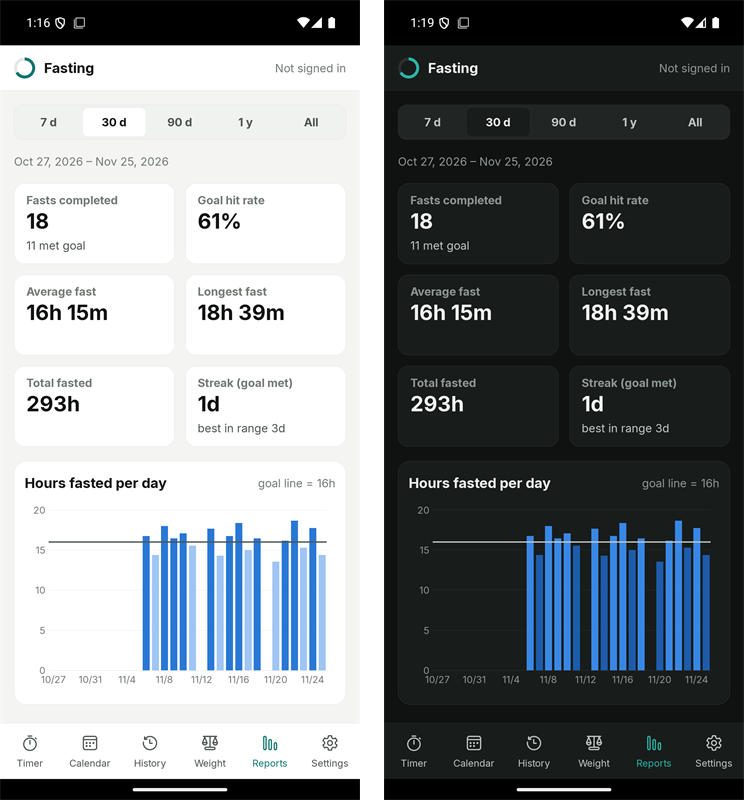 1:16
Fasting
Not signed in
7 d 30 d 90 d 1 y All
Oct 27, 2026 – Nov 25, 2026
Fasts completed
18
11 met goal
Goal hit rate
61%
Average fast
16h 15m
Longest fast
18h 39m
Total fasted
293h
Streak (goal met)
1d
best in range 3d
Hours fasted per day
goal line = 16h
20
15
10
5
0
10/27 10/31 11/4 11/8 11/12 11/16 11/20 11/24
Timer Calendar History Weight Reports Settings
1:19
Fasting
Not signed in
7 d 30 d 90 d 1 y All
Oct 27, 2026 – Nov 25, 2026
Fasts completed
18
11 met goal
Goal hit rate
61%
Average fast
16h 15m
Longest fast
18h 39m
Total fasted
293h
Streak (goal met)
1d
best in range 3d
Hours fasted per day
goal line = 16h
20
15
10
5
0
10/27 10/31 11/4 11/8 11/12 11/16 11/20 11/24
Timer Calendar History Weight Reports Settings